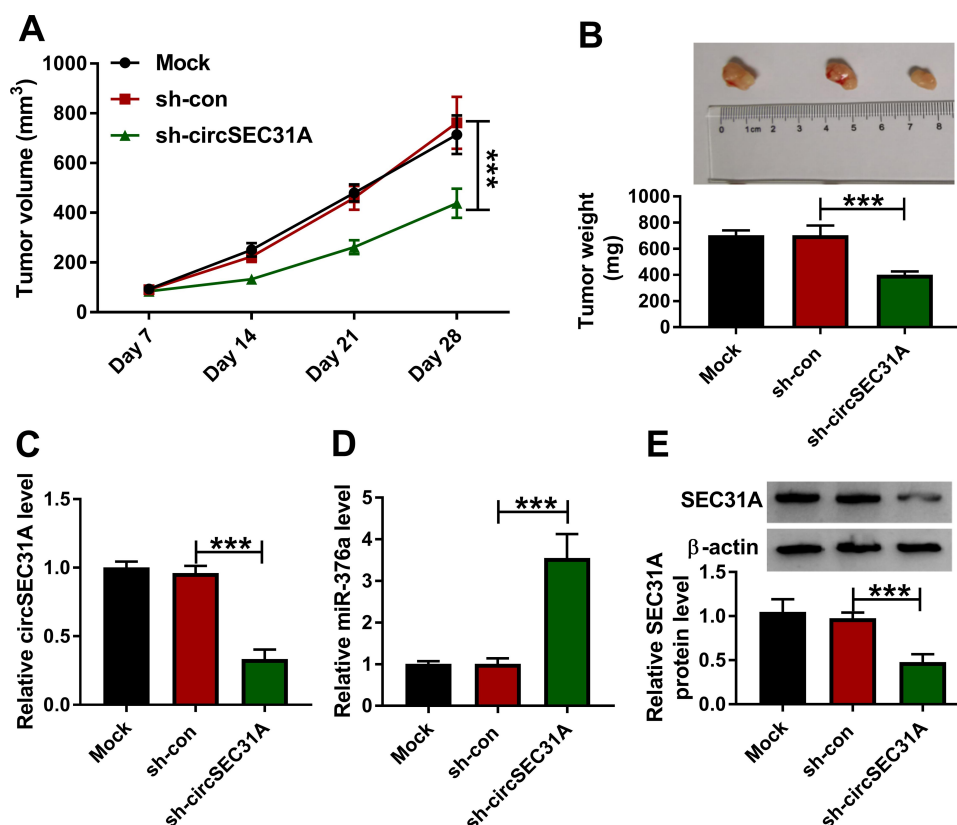 A
Tumor volume (mm³)
1000
800
600
400
200
0
Mock
sh-con
sh-circSEC31A
***
Day 7
Day 14
Day 21
Day 28
B
0 1cm 2 3 4 5 6 7 8
Tumor weight
(mg)
1000
800
600
400
200
0
***
Mock
sh-con
sh-circSEC31A
C
Relative circSEC31A level
1.5
1.0
0.5
0.0
***
Mock
sh-con
sh-circSEC31A
D
Relative miR-376a level
5
4
3
2
1
0
***
Mock
sh-con
sh-circSEC31A
E
SEC31A
β-actin
Relative SEC31A
protein level
1.5
1.0
0.5
0.0
***
Mock
sh-con
sh-circSEC31A